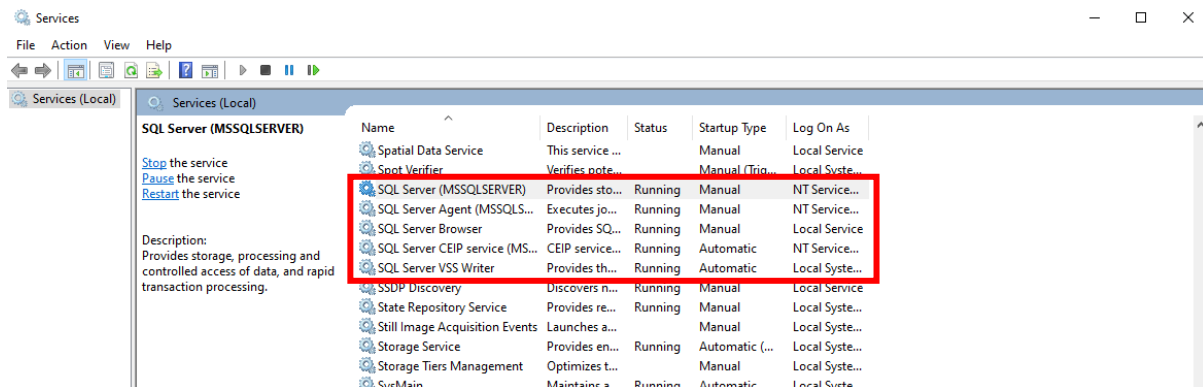 Services
File Action View Help
Services (Local)
Services (Local)
SQL Server (MSSQLSERVER)
Stop the service
Pause the service
Restart the service
Description:
Provides storage, processing and
controlled access of data, and rapid
transaction processing.
Name Description Status Startup Type Log On As
Spatial Data Service This service ... Manual Local Service
Spot Verifier Verifies pote... Manual (Trig... Local Syste...
SQL Server (MSSQLSERVER) Provides sto... Running Manual NT Service...
SQL Server Agent (MSSQLS... Executes jo... Running Manual NT Service...
SQL Server Browser Provides SQ... Running Manual Local Service
SQL Server CEIP service (MS... CEIP service... Running Automatic NT Service...
SQL Server VSS Writer Provides th... Running Automatic Local Syste...
SSDP Discovery Discovers n... Running Manual Local Service
State Repository Service Provides re... Running Manual Local Syste...
Still Image Acquisition Events Launches a... Manual Local Syste...
Storage Service Provides en... Running Automatic (... Local Syste...
Storage Tiers Management Optimizes t... Manual Local Syste...
SysMain Maintains a Running Automatic Local Syste